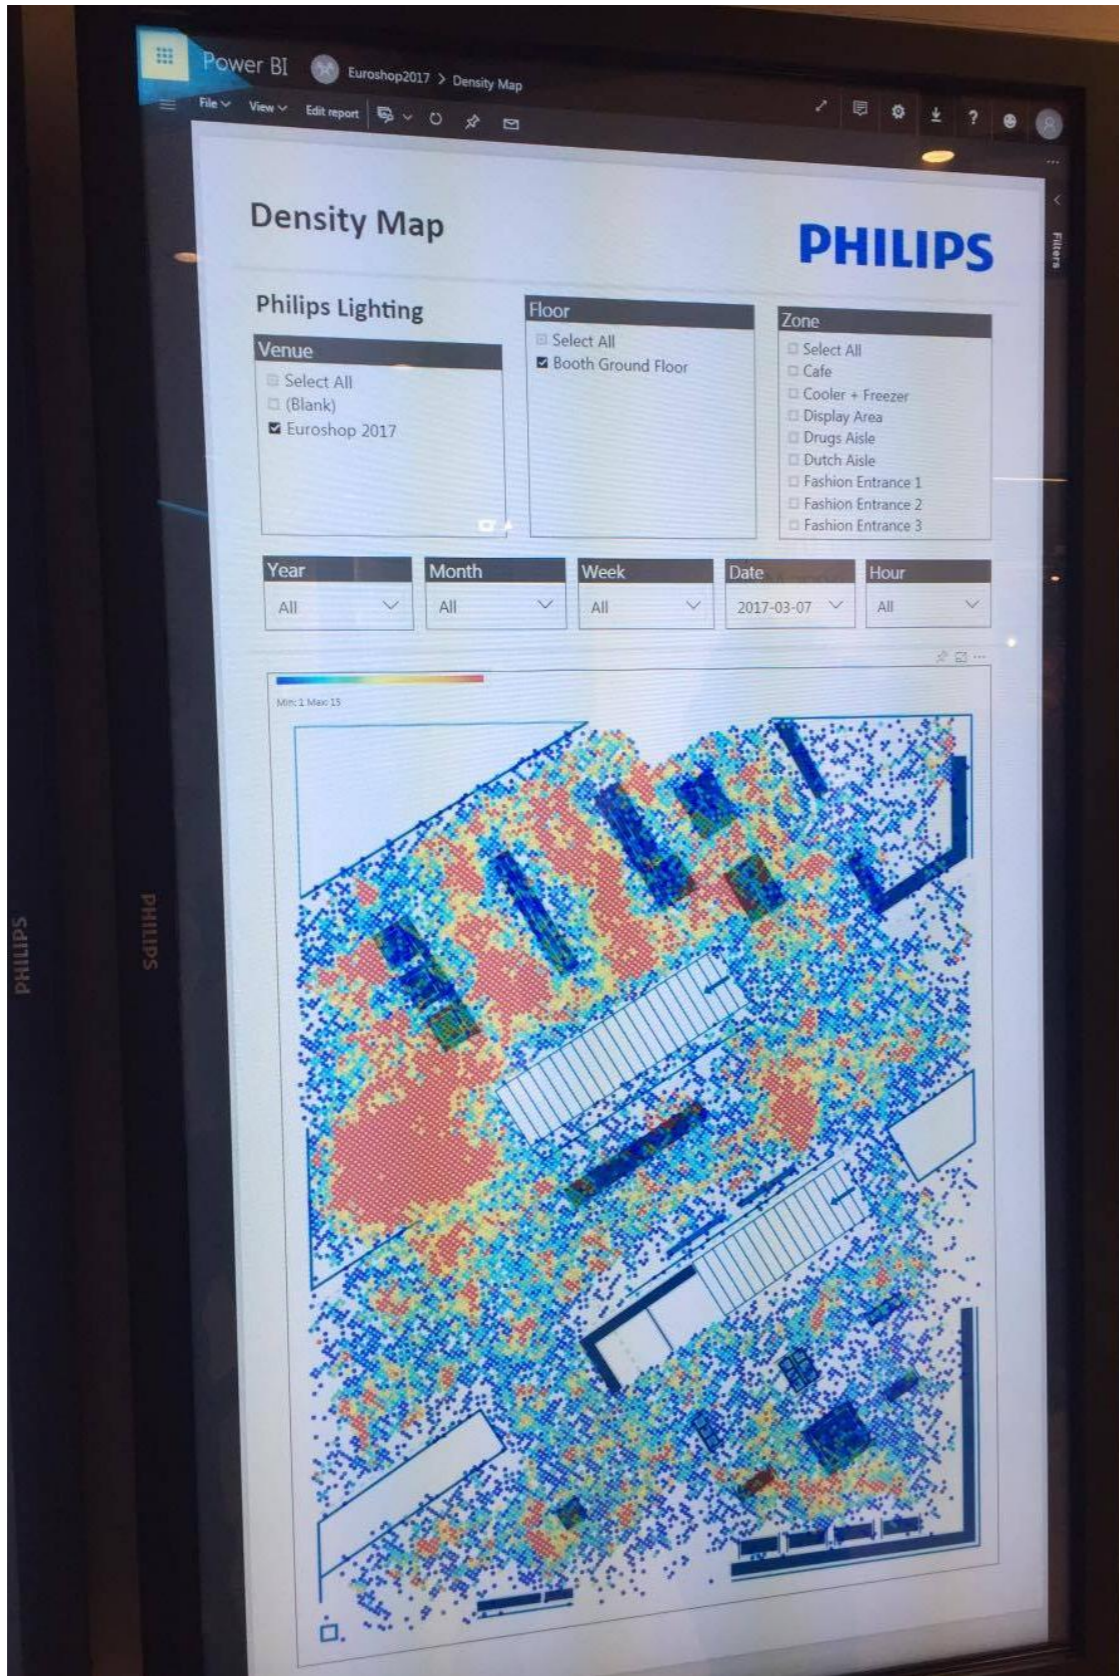 Power BI
Euroshop2017 > Density Map
File View Edit report
?
Filters
Density Map
PHILIPS
Philips Lighting
Venue
Select All
(Blank)
Euroshop 2017
Floor
Select All
Booth Ground Floor
Zone
Select All
Cafe
Cooler + Freezer
Display Area
Drugs Aisle
Dutch Aisle
Fashion Entrance 1
Fashion Entrance 2
Fashion Entrance 3
Year
All
Month
All
Week
All
Date
2017-03-07
Hour
All
Min: 1 Max: 15
PHILIPS
PHILIPS